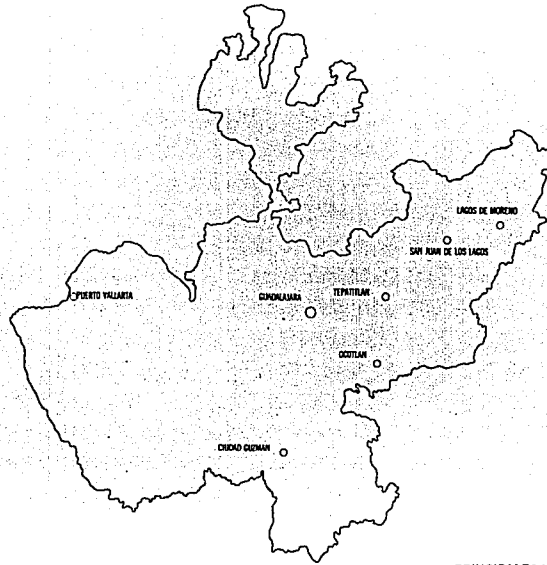 LAGOS DE MORENO
SAN JUAN DE LOS LAGOS
PUERTO VALLARTA
GUADALAJARA
TEPATITLAN
OCOTLAN
CIUDAD GUZMAN